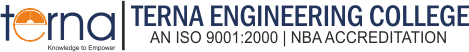 terna
Knowledge to Empower
TERNA ENGINEERING COLLEGE
AN ISO 9001:2000 | NBA ACCREDITATION